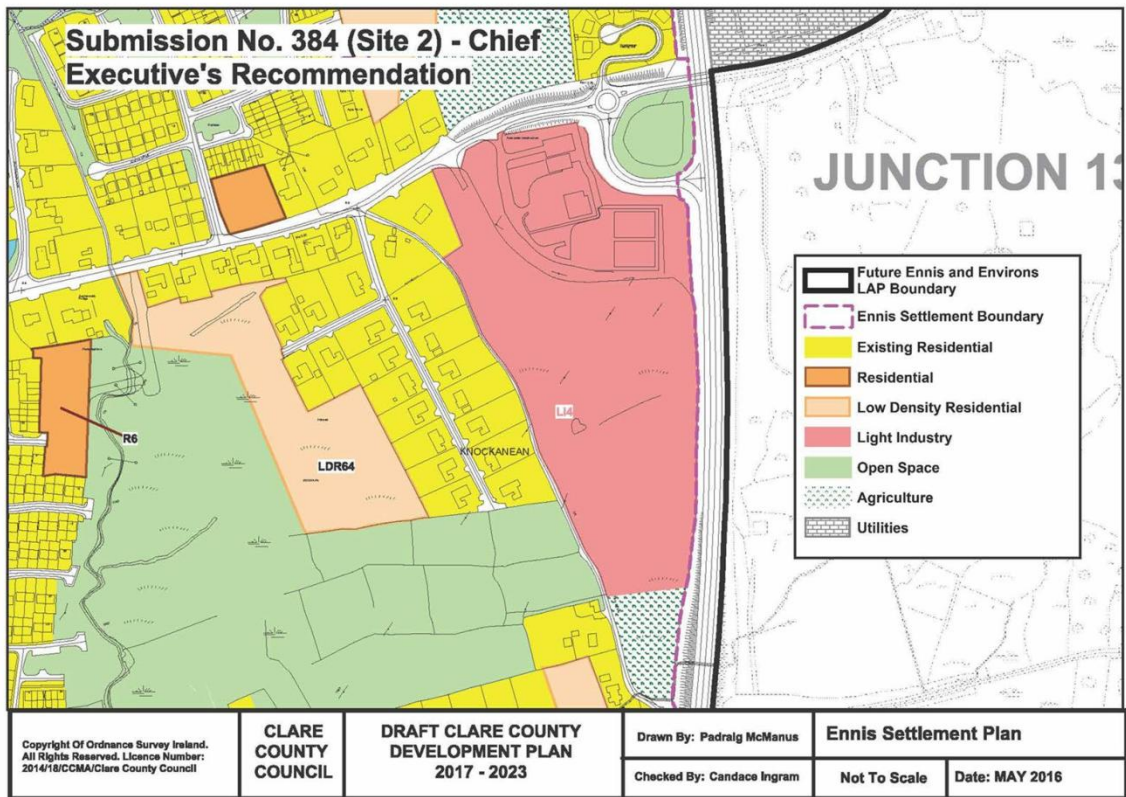 Submission No. 384 (Site 2) - Chief
Executive's Recommendation
JUNCTION 13
Future Ennis and Environs
LAP Boundary
Ennis Settlement Boundary
Existing Residential
Residential
Low Density Residential
Light Industry
Open Space
Agriculture
Utilities
R6
LDR64
KNOCKANEAN
LI4
Copyright Of Ordnance Survey Ireland.
All Rights Reserved. Licence Number:
2014/18/CCMA/Clare County Council
CLARE
COUNTY
COUNCIL
DRAFT CLARE COUNTY
DEVELOPMENT PLAN
2017 - 2023
Drawn By: Padraig McManus
Checked By: Candace Ingram
Ennis Settlement Plan
Not To Scale
Date: MAY 2016